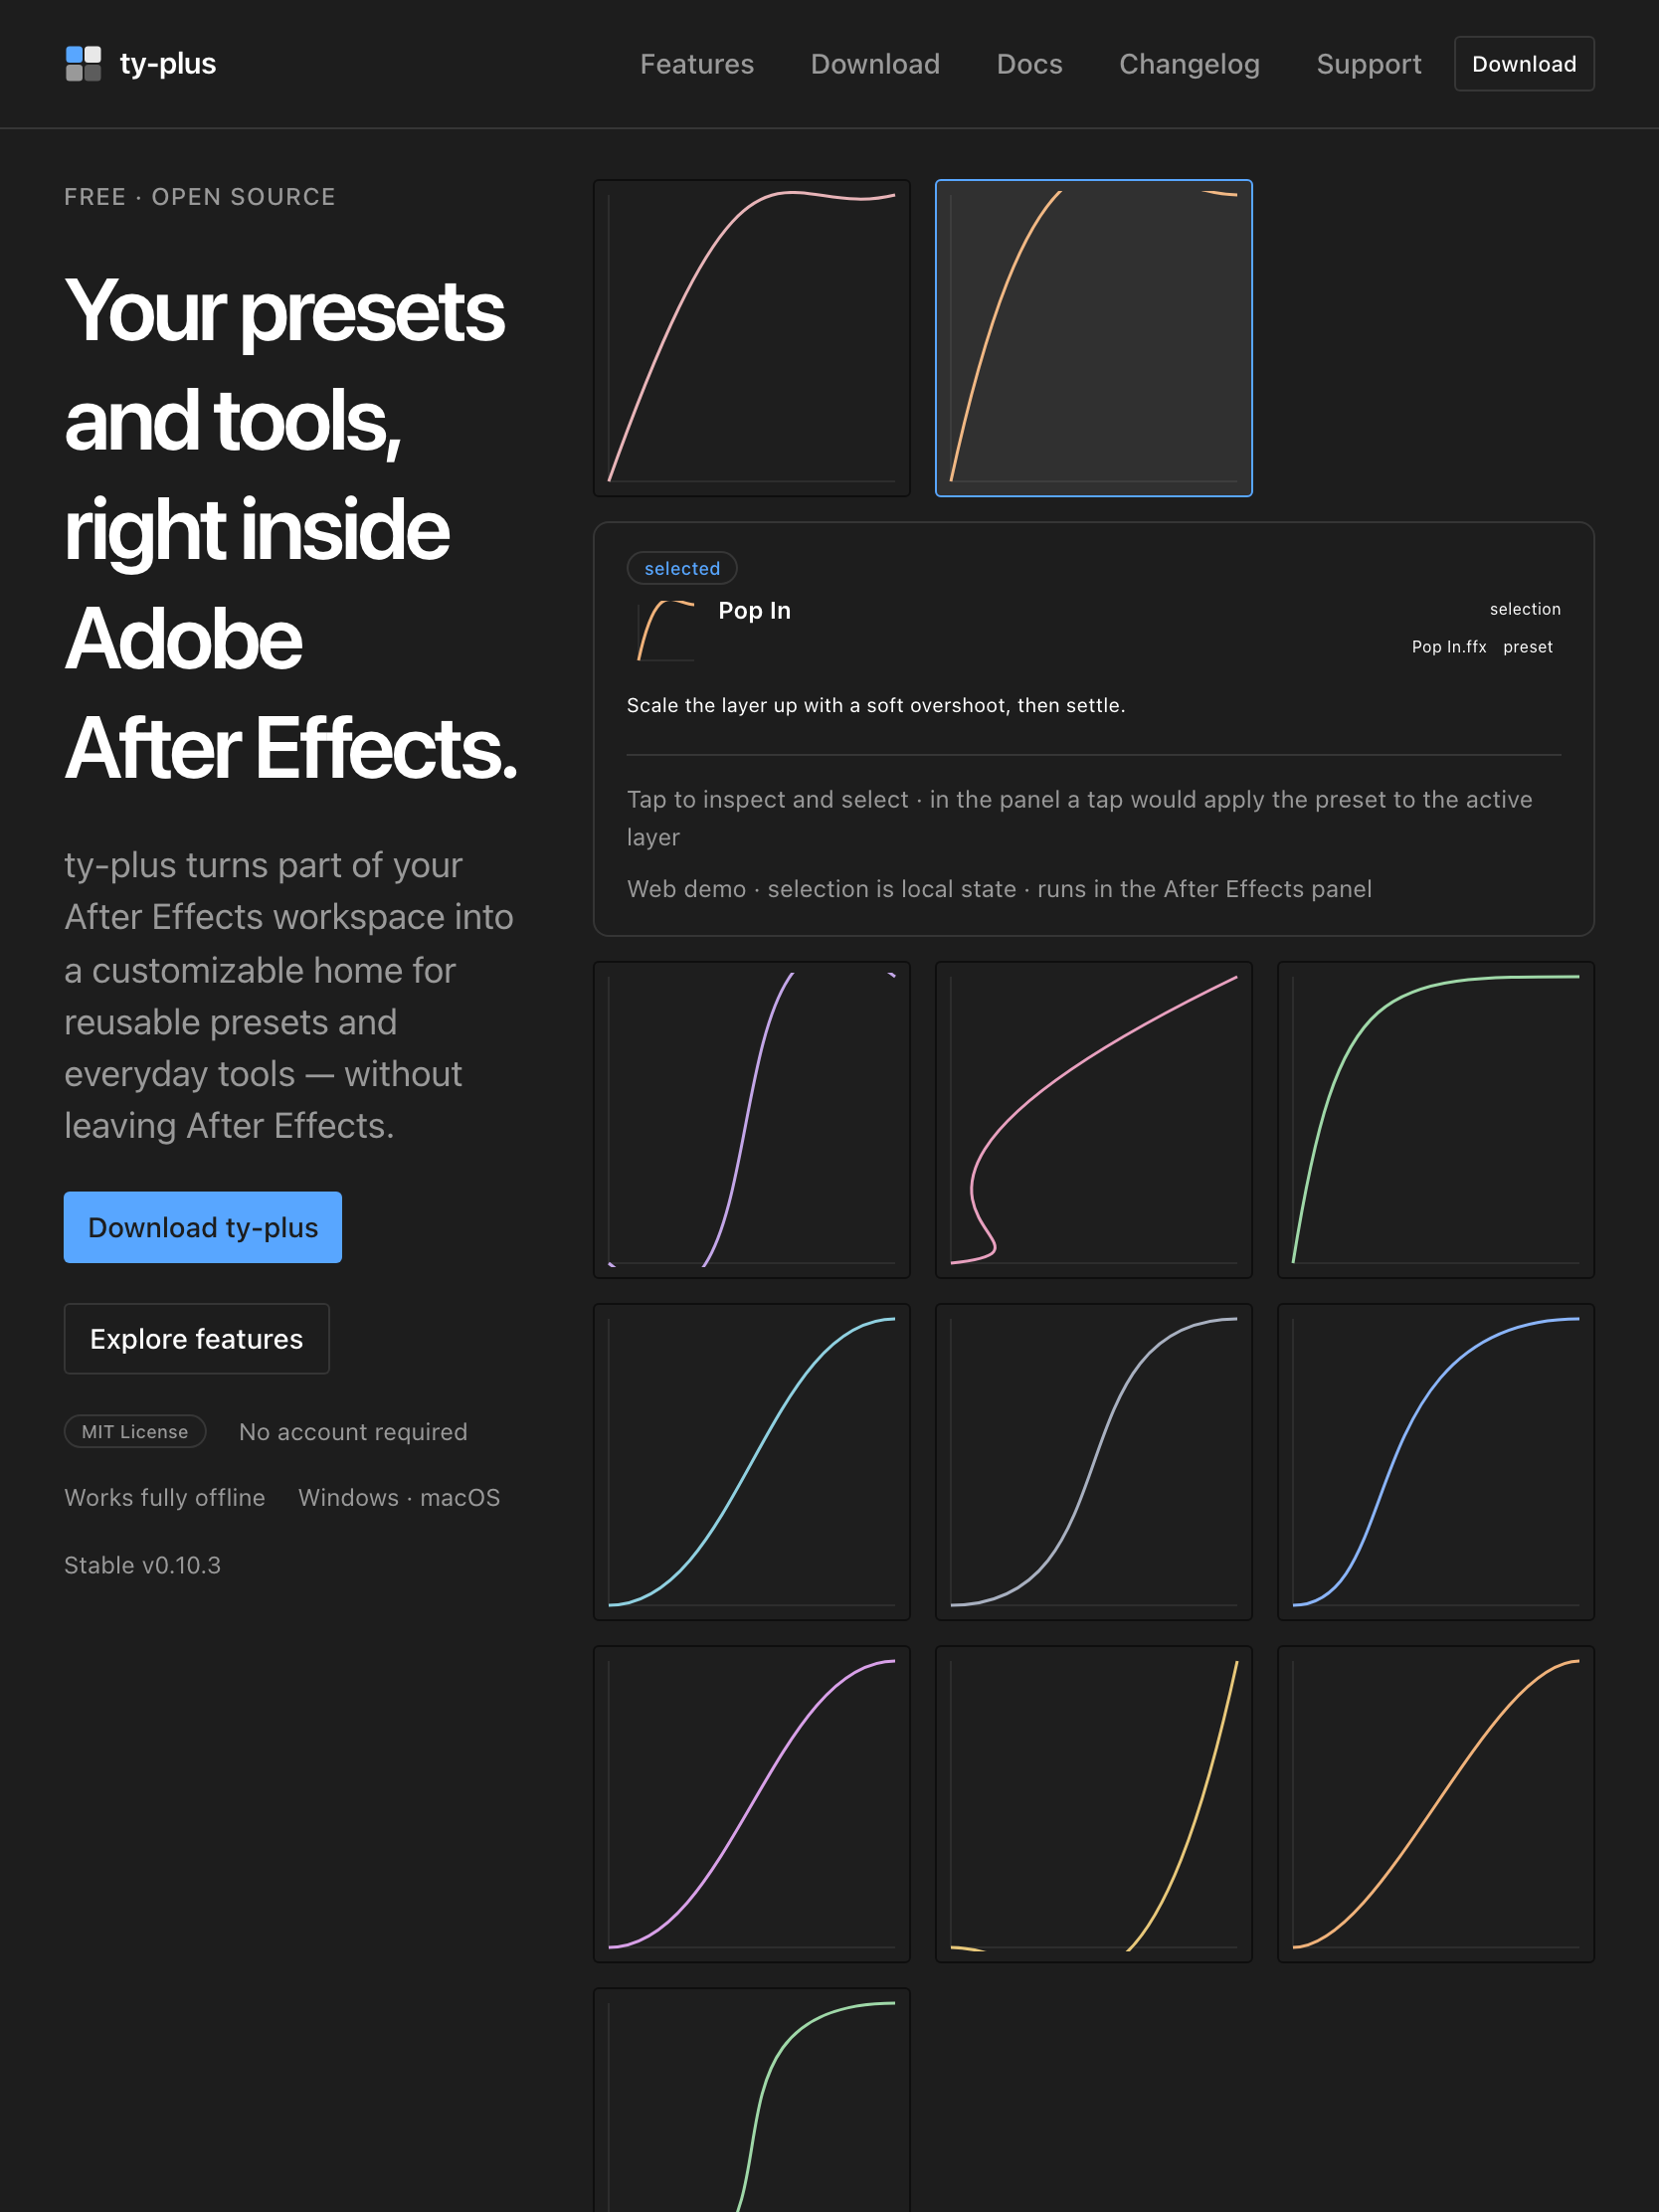 ty-plus
Features
Download
Docs
Changelog
Support
Download
FREE · OPEN SOURCE
Your presets
and tools,
right inside
Adobe
After Effects.
ty-plus turns part of your
After Effects workspace into
a customizable home for
reusable presets and
everyday tools — without
leaving After Effects.
Download ty-plus
Explore features
MIT License
No account required
Works fully offline
Windows · macOS
Stable v0.10.3
selected
Pop In
selection
Pop In.ffx preset
Scale the layer up with a soft overshoot, then settle.
Tap to inspect and select · in the panel a tap would apply the preset to the active
layer
Web demo · selection is local state · runs in the After Effects panel